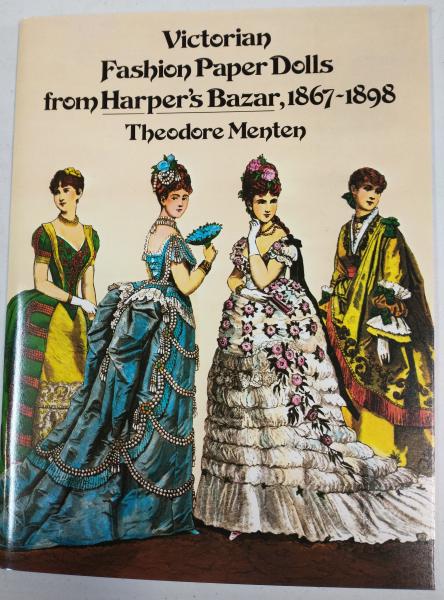 Victorian
Fashion Paper Dolls
from Harper's Bazar, 1867-1898
Theodore Menten